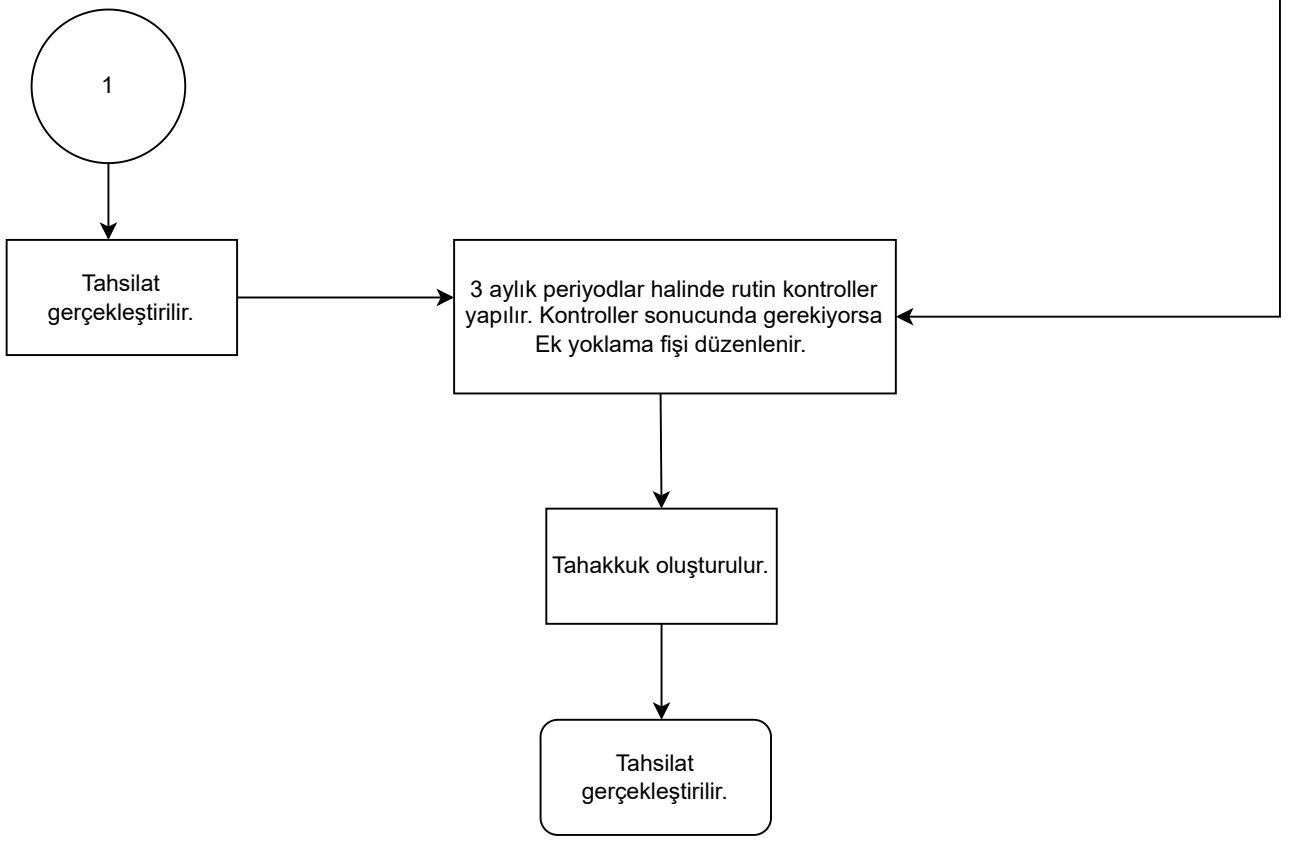 1
Tahsilat
gerçekleştirilir.
3 aylık periyodlar halinde rutin kontroller
yapılır. Kontroller sonucunda gerekiyorsa
Ek yoklama fişi düzenlenir.
Tahakkuk oluşturulur.
Tahsilat
gerçekleştirilir.